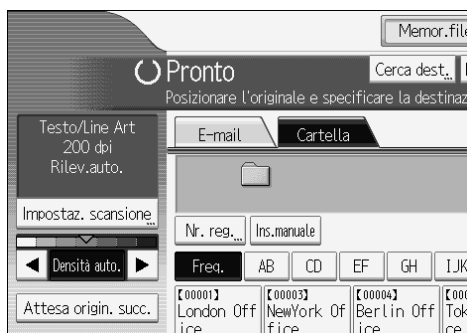 Memor.file
Pronto
Cerca dest.
Posizionare l'originale e specificare la destinaz
Testo/Line Art
200 dpi
Rilev.auto.
E-mail
Cartella
Impostaz. scansione
Nr. reg.
Ins.manuale
Densità auto.
Freq.
AB
CD
EF
GH
IJK
Attesa origin. succ.
[00001]
London Off
ice
[00003]
NewYork Of
fice
[00004]
Berlin Off
ice